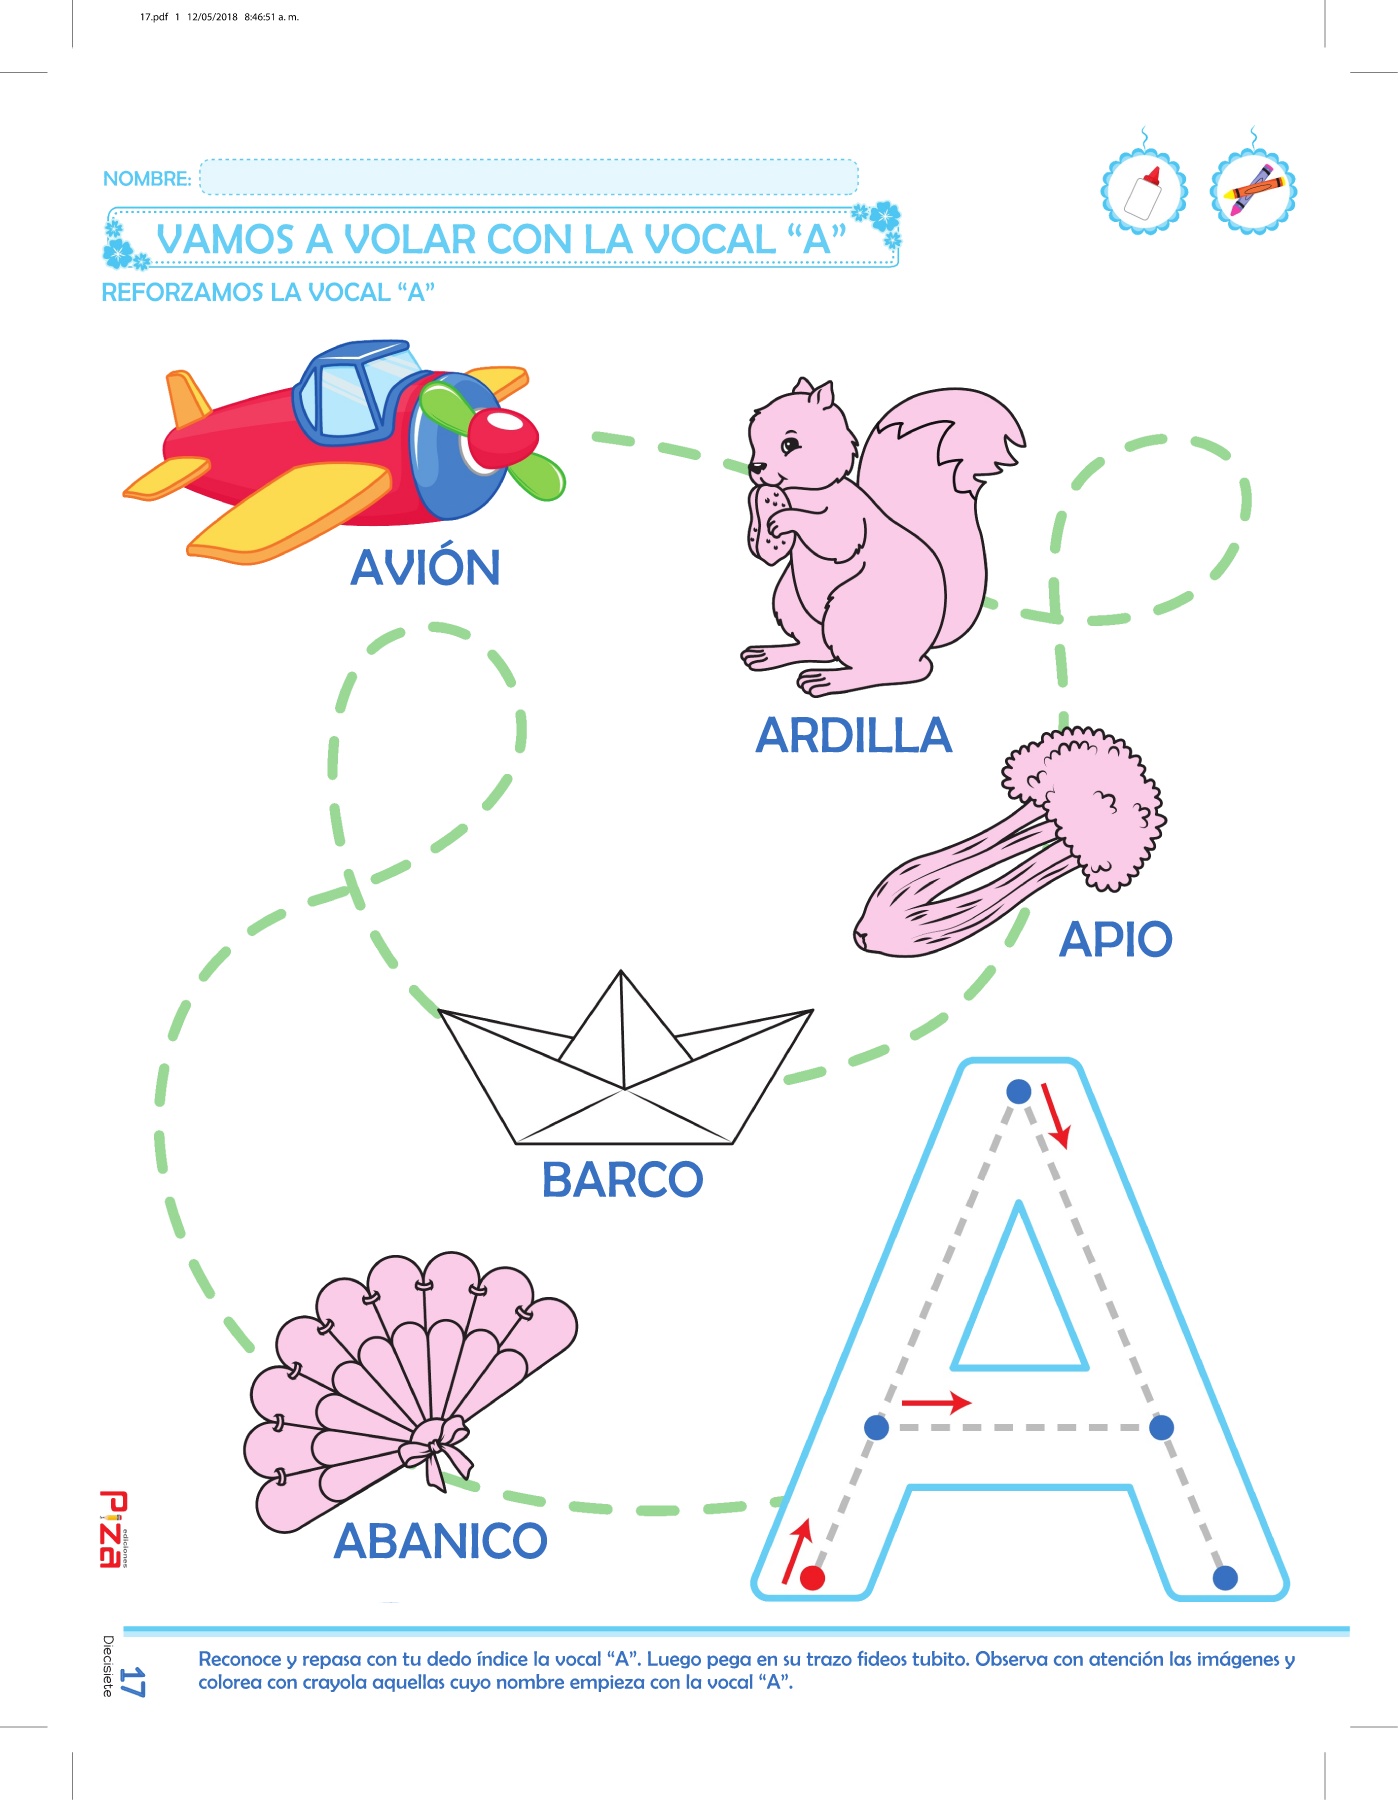 17.pdf 1 12/05/2018 8:46:51 a. m.
NOMBRE:
VAMOS A VOLAR CON LA VOCAL “A”
REFORZAMOS LA VOCAL “A”
AVIÓN
ARDILLA
APIO
BARCO
ABANICO
A
Piza
ediciones
17
Diecisiete
Reconoce y repasa con tu dedo índice la vocal “A”. Luego pega en su trazo fideos tubito. Observa con atención las imágenes y
colorea con crayola aquellas cuyo nombre empieza con la vocal “A”.